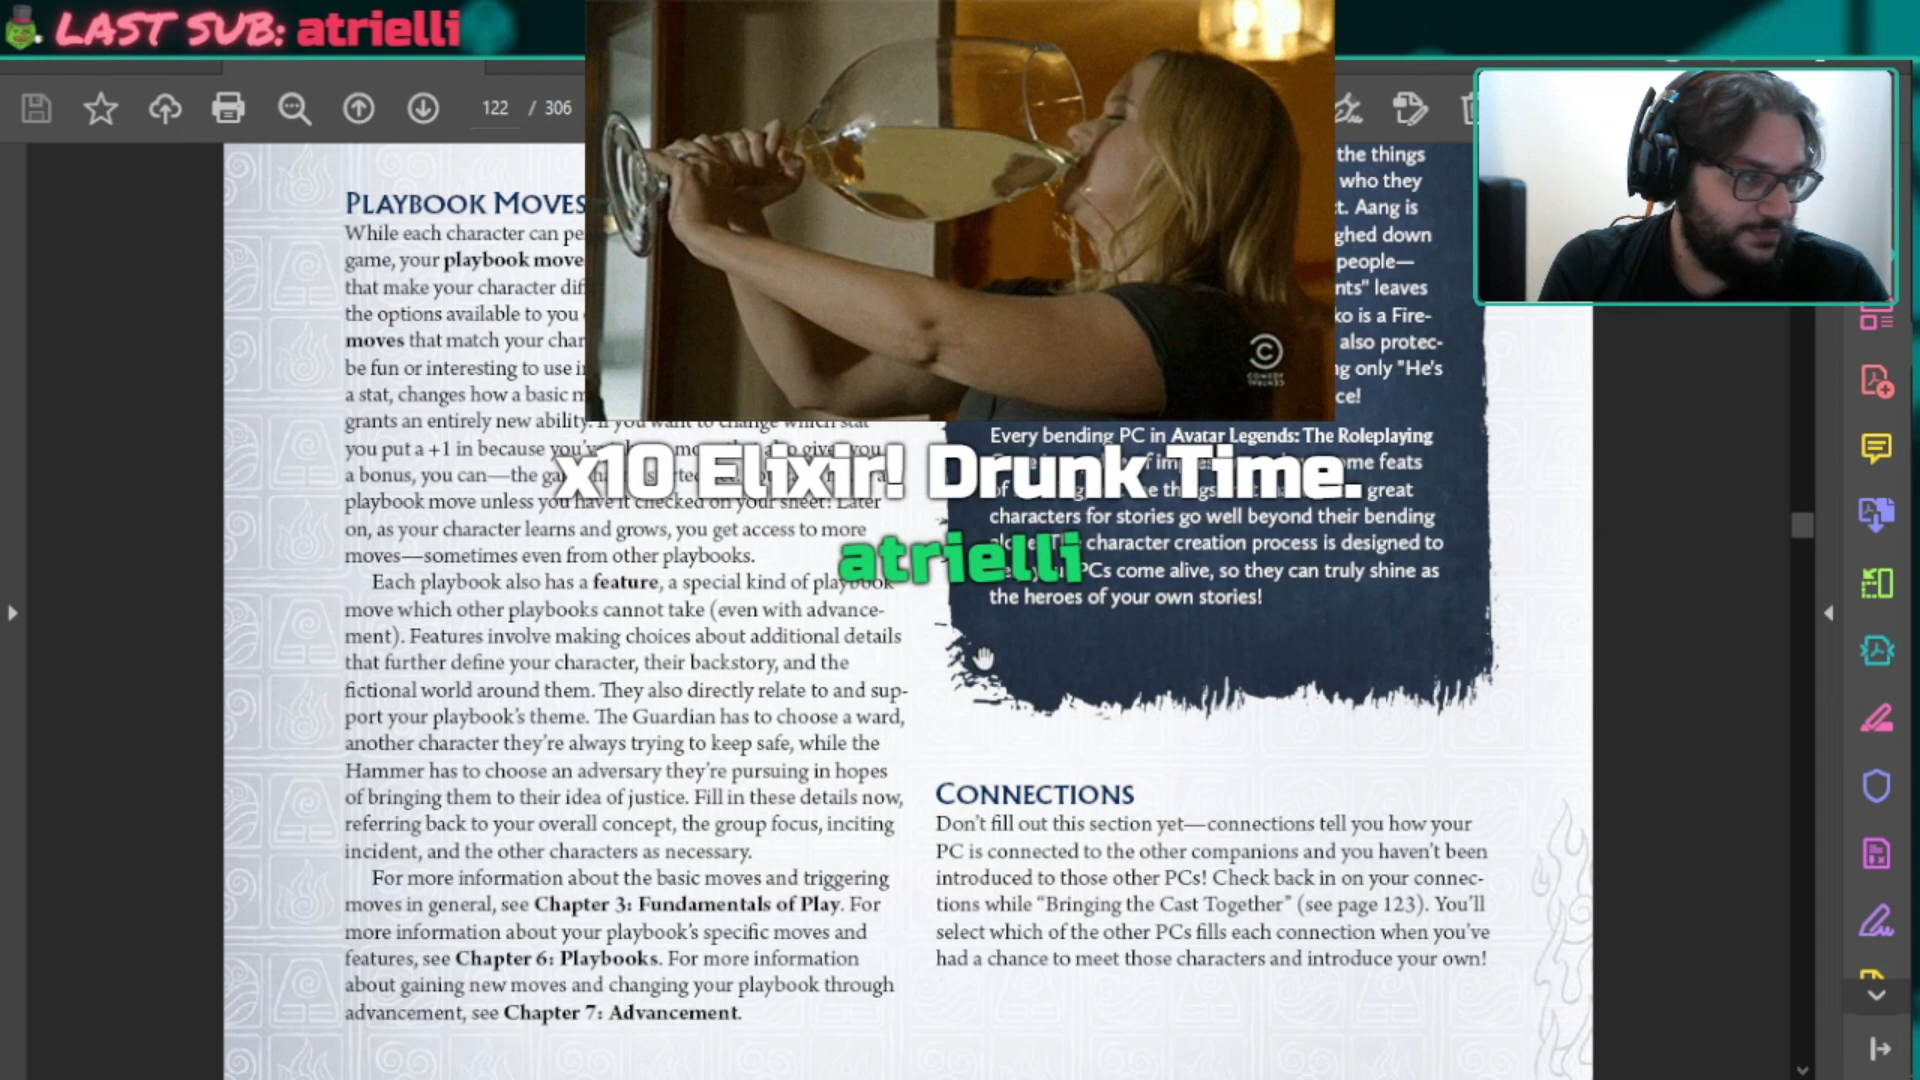 LAST SUB: atrielli
122 / 306
PLAYBOOK MOVES
While each character can pe
game, your playbook move
that make your character dif
the options available to you
moves that match your char
be fun or interesting to use i
a stat, changes how a basic m
grants an entirely new ability. If you want to change which stat
you put a +1 in because you've
a bonus, you can—the ga
playbook move unless you have it checked on your sheet! Later
on, as your character learns and grows, you get access to more
moves—sometimes even from other playbooks.
Each playbook also has a feature, a special kind of playbook
move which other playbooks cannot take (even with advance-
ment). Features involve making choices about additional details
that further define your character, their backstory, and the
fictional world around them. They also directly relate to and sup-
port your playbook's theme. The Guardian has to choose a ward,
another character they're always trying to keep safe, while the
Hammer has to choose an adversary they're pursuing in hopes
of bringing them to their idea of justice. Fill in these details now,
referring back to your overall concept, the group focus, inciting
incident, and the other characters as necessary.
For more information about the basic moves and triggering
moves in general, see Chapter 3: Fundamentals of Play. For
more information about your playbook's specific moves and
features, see Chapter 6: Playbooks. For more information
about gaining new moves and changing your playbook through
advancement, see Chapter 7: Advancement.
COMEDY
CENTRAL
x10 Elixir! Drunk Time.
atrielli
the things
who they
t. Aang is
ghed down
people—
nts" leaves
ko is a Fire-
also protec-
ng only "He's
ce!
Every bending PC in Avatar Legends: The Roleplaying
me feats
great
characters for stories go well beyond their bending
character creation process is designed to
PCs come alive, so they can truly shine as
the heroes of your own stories!
CONNECTIONS
Don't fill out this section yet—connections tell you how your
PC is connected to the other companions and you haven't been
introduced to those other PCs! Check back in on your connec-
tions while "Bringing the Cast Together" (see page 123). You'll
select which of the other PCs fills each connection when you've
had a chance to meet those characters and introduce your own!